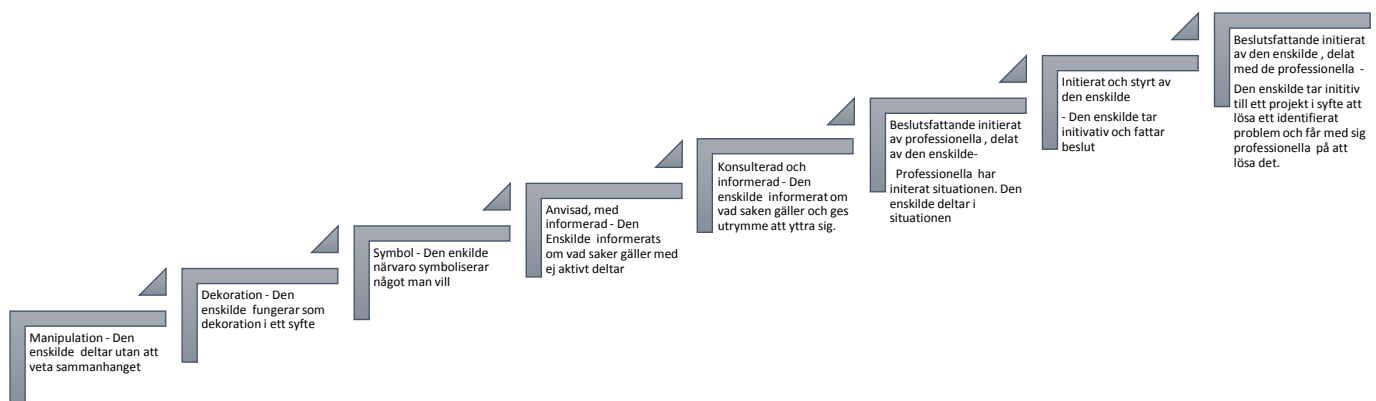 Manipulation - Den
enskilde deltar utan att
veta sammanhanget
Dekoration - Den
enskilde fungerar som
dekoration i ett syfte
Symbol - Den enkilde
närvaro symboliserar
något man vill
Anvisad, med
informerad - Den
Enskilde informerats
om vad saker gäller med
ej aktivt deltar
Konsulterad och
informerad - Den
enskilde informerat om
vad saken gäller och ges
utrymme att yttra sig.
Beslutsfattande initierat
av professionella , delat
av den enskilde-
Professionella har
initerat situationen. Den
enskilde deltar i
situationen
Initierat och styrt av
den enskilde
- Den enskilde tar
initivativ och fattar
beslut
Beslutsfattande initierat
av den enskilde , delat
med de professionella -
Den enskilde tar inititiv
till ett projekt i syfte att
lösa ett identifierat
problem och får med sig
professionella på att
lösa det.